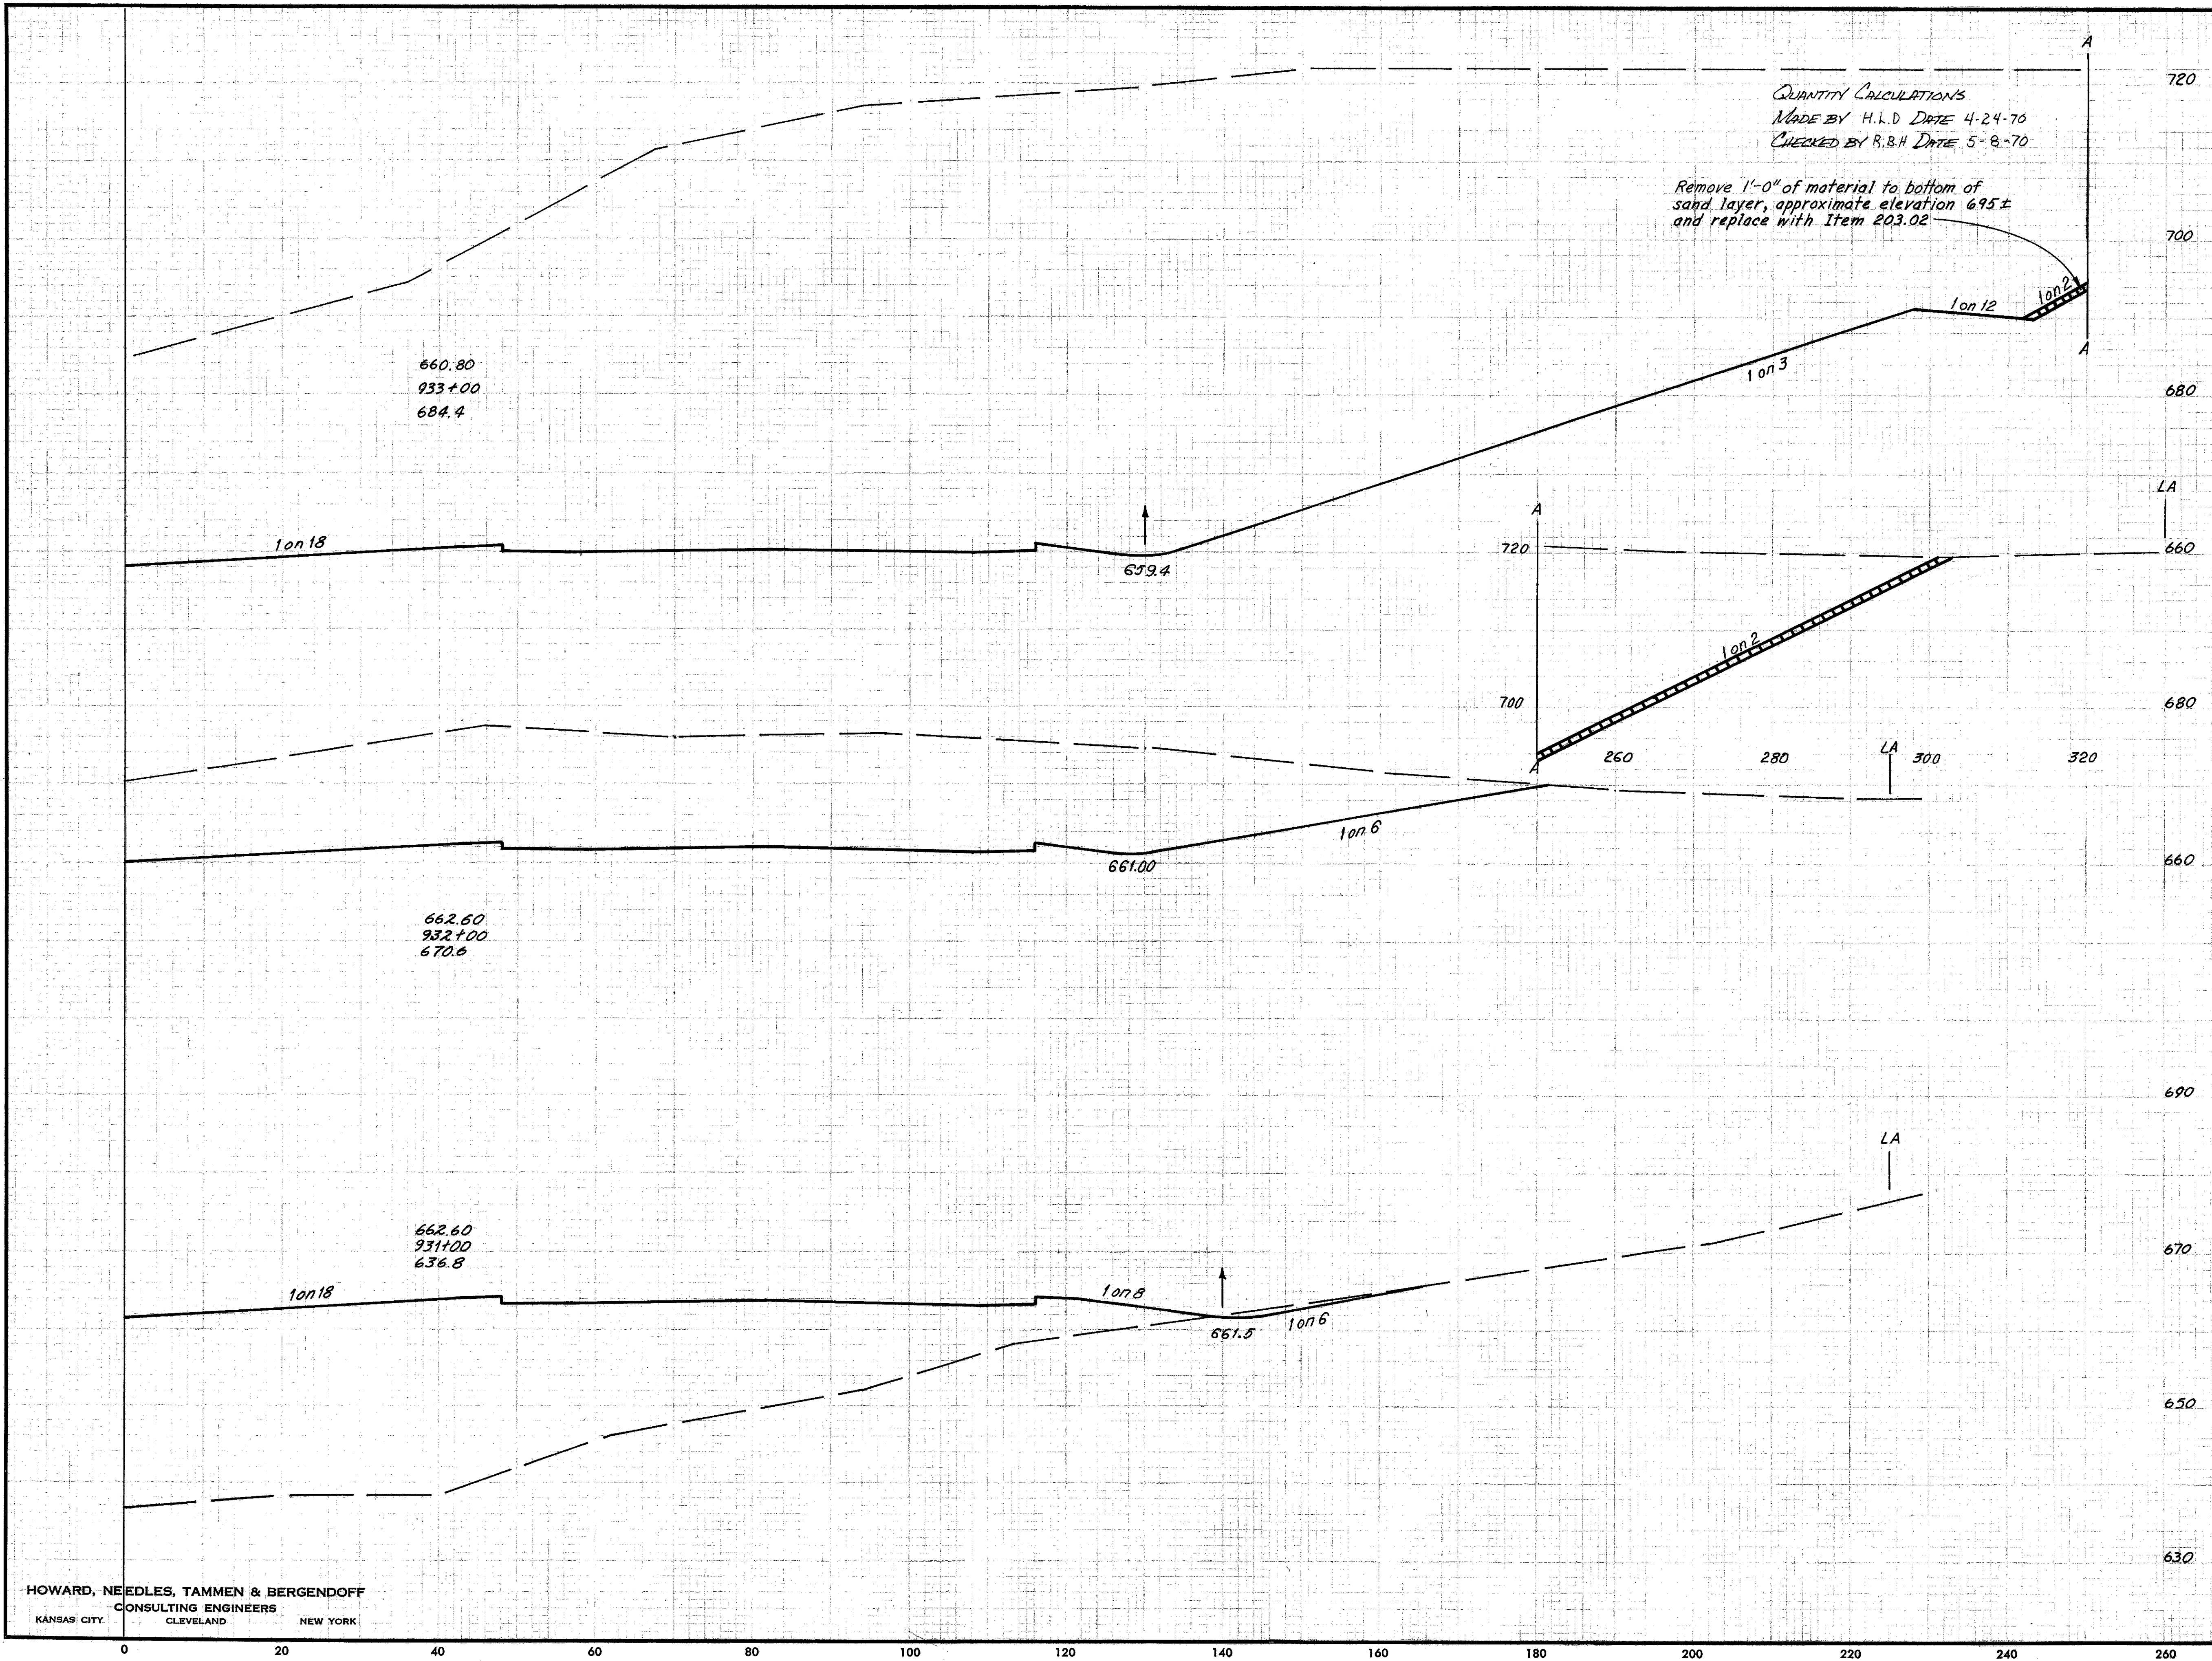 A
720
QUANTITY CALCULATIONS
MADE BY H.L.D DATE 4-24-70
CHECKED BY R.B.H DATE 5-8-70
Remove 1'-0" of material to bottom of
sand layer, approximate elevation 695±
and replace with Item 203.02
700
1 on 2
1 on 12
A
660.80
933+00
684.4
1 on 3
680
LA
A
1 on 18
720
660
659.4
1 on 2
700
680
LA
260
280
300
320
A
1 on 6
661.00
660
662.60
932+00
670.6
690
LA
662.60
931+00
636.8
670
1 on 18
1 on 8
661.5
1 on 6
650
630
HOWARD, NEEDLES, TAMMEN & BERGENDOFF
CONSULTING ENGINEERS
KANSAS CITY CLEVELAND NEW YORK
0 20 40 60 80 100 120 140 160 180 200 220 240 260